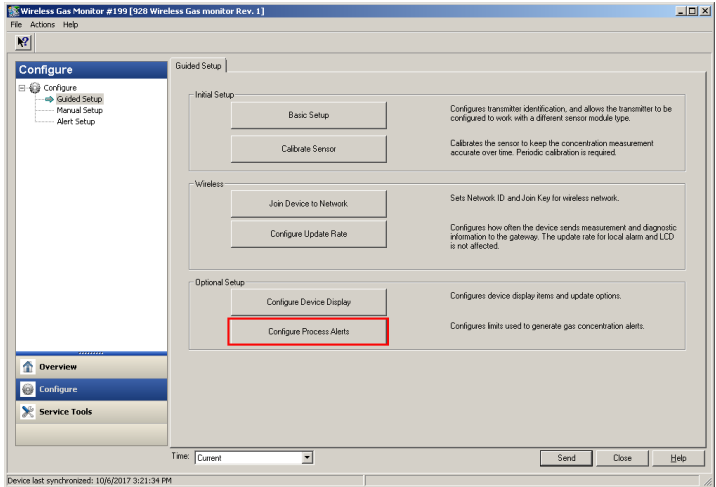 Wireless Gas Monitor #199 [928 Wireless Gas monitor Rev. 1]
File Actions Help
Configure
Configure
Guided Setup
Manual Setup
Alert Setup
Overview
Configure
Service Tools
Guided Setup
Initial Setup
Basic Setup
Configures transmitter identification, and allows the transmitter to be
configured to work with a different sensor module type.
Calibrate Sensor
Calibrates the sensor to keep the concentration measurement
accurate over time. Periodic calibration is required.
Wireless
Join Device to Network
Sets Network ID and Join Key for wireless network.
Configure Update Rate
Configures how often the device sends measurement and diagnostic
information to the gateway. The update rate for local alarm and LCD
is not affected.
Optional Setup
Configure Device Display
Configures device display items and update options.
Configure Process Alerts
Configures limits used to generate gas concentration alerts.
Time: Current
Send Close Help
Device last synchronized: 10/6/2017 3:21:34 PM